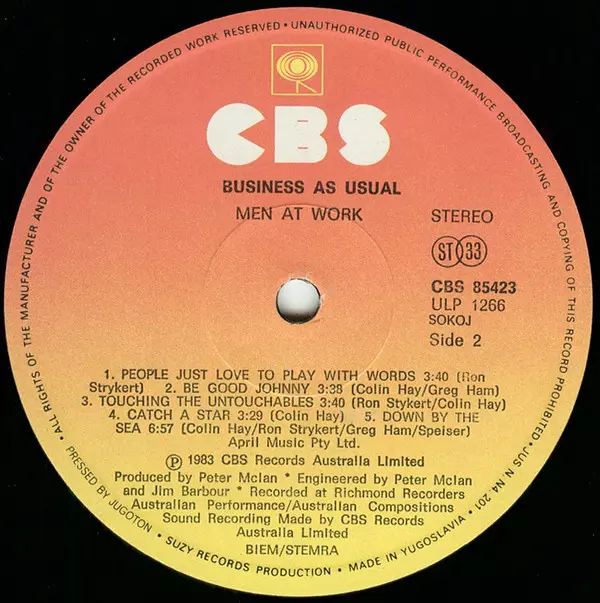 • ALL RIGHTS OF THE MANUFACTURER AND OF THE OWNER OF THE RECORDED WORK RESERVED • UNAUTHORIZED PUBLIC PERFORMANCE BROADCASTING AND COPYING OF THIS RECORD PROHIBITED • JUS N N4 201
CBS
BUSINESS AS USUAL
MEN AT WORK
STEREO
ST 33
CBS 85423
ULP 1266
SOKOJ
Side 2
1. PEOPLE JUST LOVE TO PLAY WITH WORDS 3:40 (Ron
Strykert) 2. BE GOOD JOHNNY 3:38 (Colin Hay/Greg Ham)
3. TOUCHING THE UNTOUCHABLES 3:40 (Ron Stykert/Colin Hay)
4. CATCH A STAR 3:29 (Colin Hay) 5. DOWN BY THE
SEA 6:57 (Colin Hay/Ron Strykert/Greg Ham/Speiser)
April Music Pty Ltd.
Ⓟ 1983 CBS Records Australia Limited
Produced by Peter McIan * Engineered by Peter McIan
and Jim Barbour * Recorded at Richmond Recorders
Australian Performance/Australian Compositions
Sound Recording Made by CBS Records
Australia Limited
BIEM/STEMRA
PRESSED BY JUGOTON • SUZY RECORDS PRODUCTION • MADE IN YUGOSLAVIA •